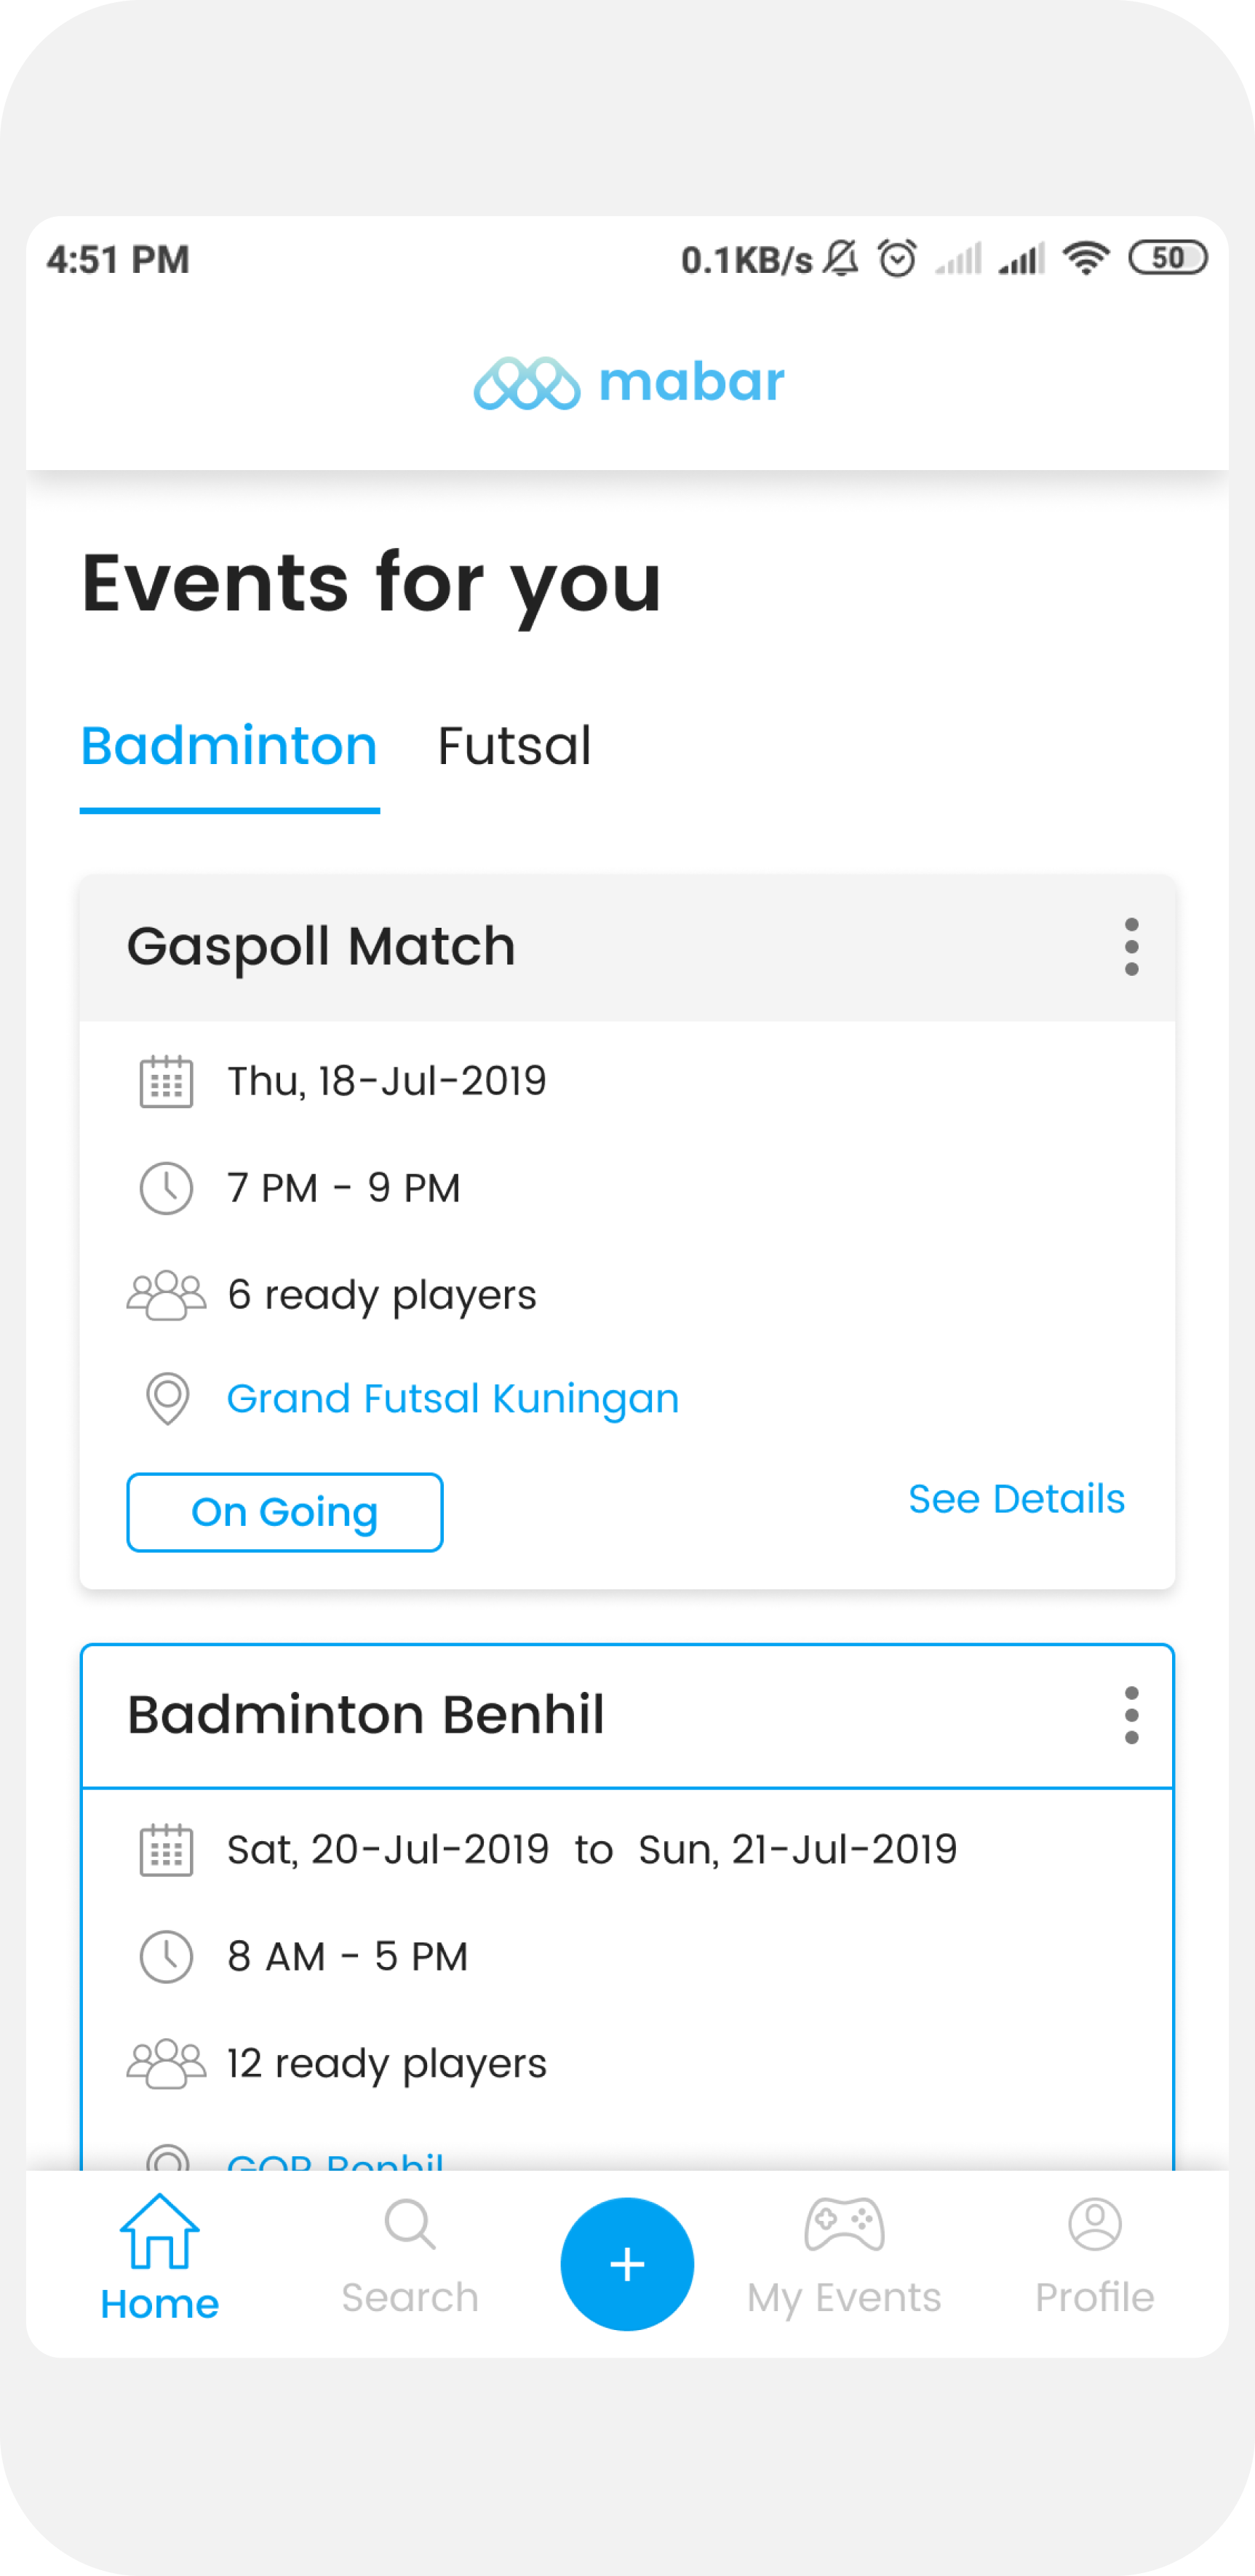 4:51 PM 0.1KB/s 50
mabar
Events for you
Badminton Futsal
Gaspoll Match
Thu, 18-Jul-2019
7 PM - 9 PM
6 ready players
Grand Futsal Kuningan
On Going See Details
Badminton Benhil
Sat, 20-Jul-2019 to Sun, 21-Jul-2019
8 AM - 5 PM
12 ready players
GOR Benhil
Home Search + My Events Profile